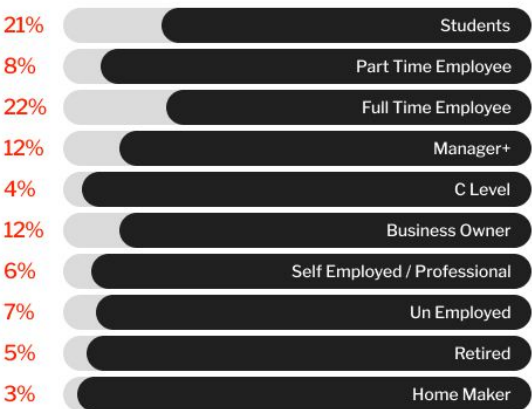 21% Students
8% Part Time Employee
22% Full Time Employee
12% Manager+
4% C Level
12% Business Owner
6% Self Employed / Professional
7% Un Employed
5% Retired
3% Home Maker